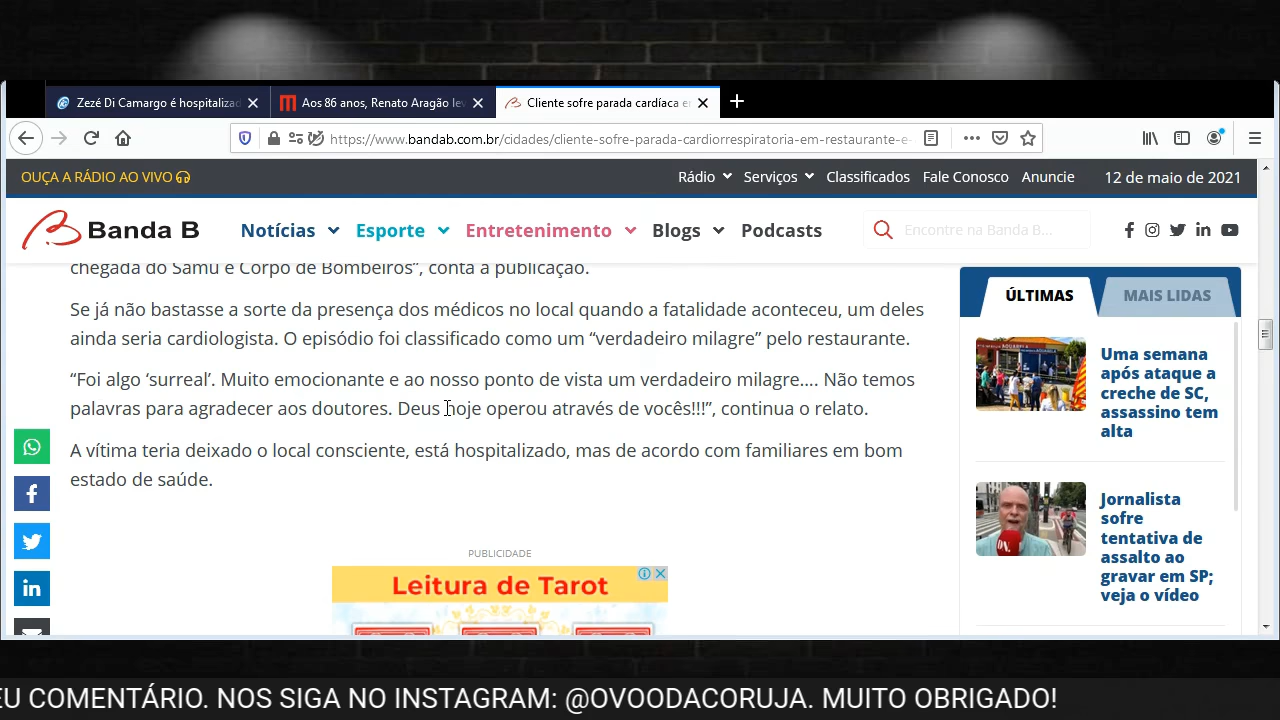 Zezé Di Camargo é hospitalizad
Aos 86 anos, Renato Aragão lev
Cliente sofre parada cardíaca e
https://www.bandab.com.br/cidades/cliente-sofre-parada-cardiorrespiratoria-em-restaurante-e-
OUÇA A RÁDIO AO VIVO
Rádio Serviços Classificados Fale Conosco Anuncie 12 de maio de 2021
Banda B Notícias Esporte Entretenimento Blogs Podcasts Encontre na Banda B...
chegada do Samu e Corpo de Bombeiros”, conta a publicação.
Se já não bastasse a sorte da presença dos médicos no local quando a fatalidade aconteceu, um deles
ainda seria cardiologista. O episódio foi classificado como um “verdadeiro milagre” pelo restaurante.
“Foi algo ‘surreal’. Muito emocionante e ao nosso ponto de vista um verdadeiro milagre…. Não temos
palavras para agradecer aos doutores. Deus hoje operou através de vocês!!!”, continua o relato.
A vítima teria deixado o local consciente, está hospitalizado, mas de acordo com familiares em bom
estado de saúde.
PUBLICIDADE
Leitura de Tarot
ÚLTIMAS
MAIS LIDAS
Uma semana
após ataque a
creche de SC,
assassino tem
alta
Jornalista
sofre
tentativa de
assalto ao
gravar em SP;
veja o vídeo
EU COMENTÁRIO. NOS SIGA NO INSTAGRAM: @OVOODACORUJA. MUITO OBRIGADO!